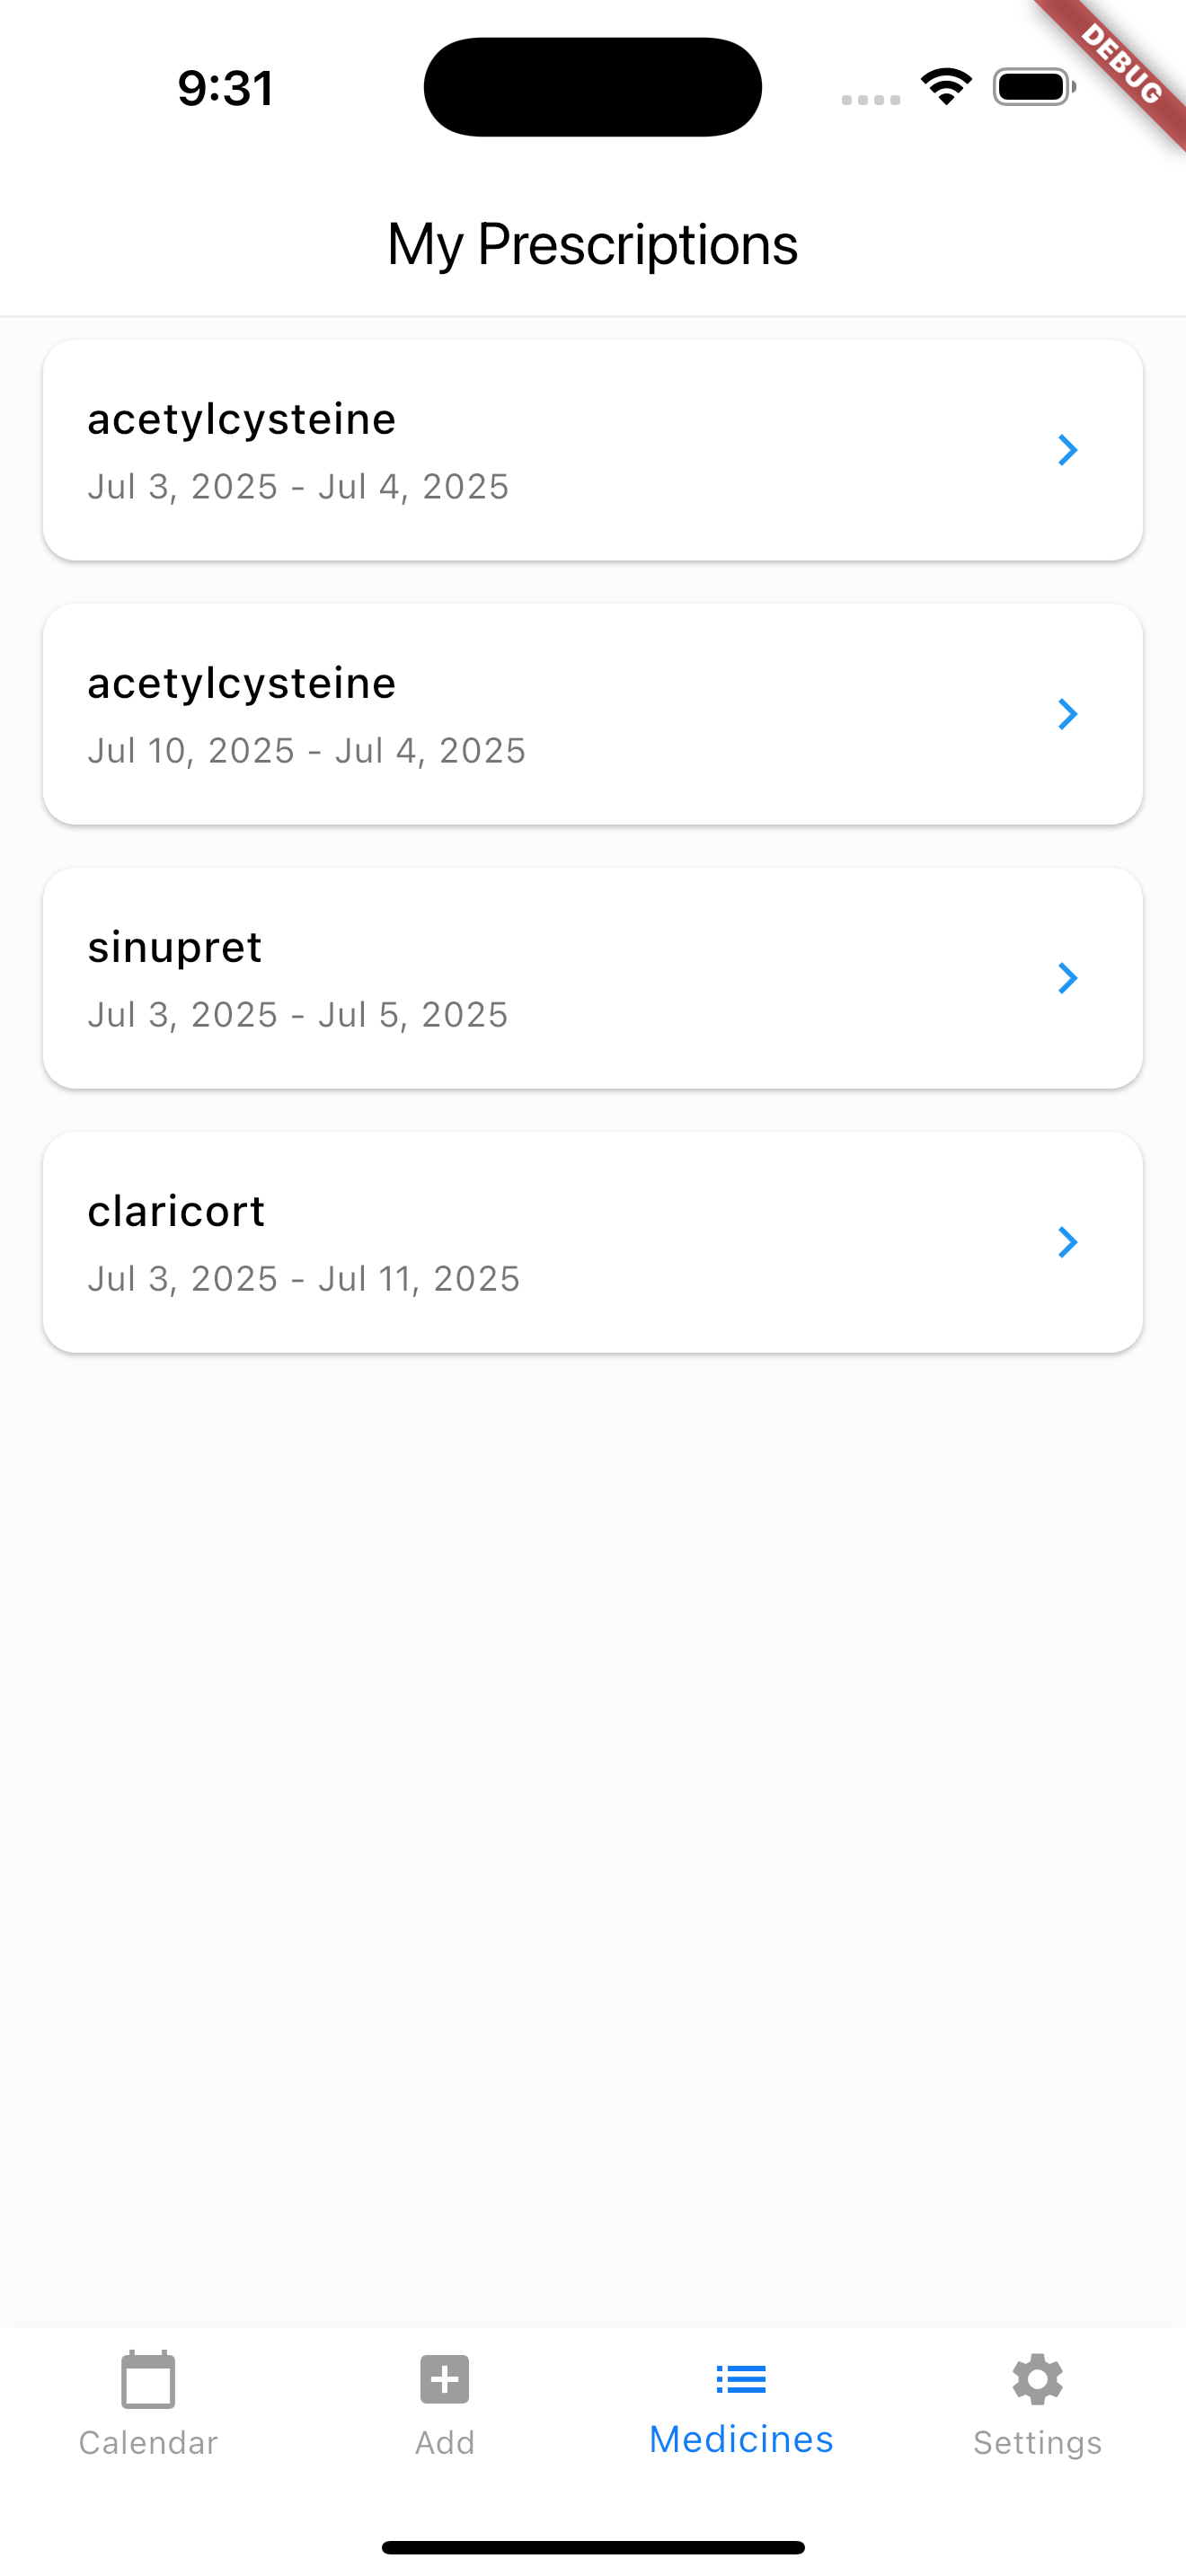 9:31
DEBUG
My Prescriptions
acetylcysteine
Jul 3, 2025 - Jul 4, 2025
acetylcysteine
Jul 10, 2025 - Jul 4, 2025
sinupret
Jul 3, 2025 - Jul 5, 2025
claricort
Jul 3, 2025 - Jul 11, 2025
Calendar
Add
Medicines
Settings